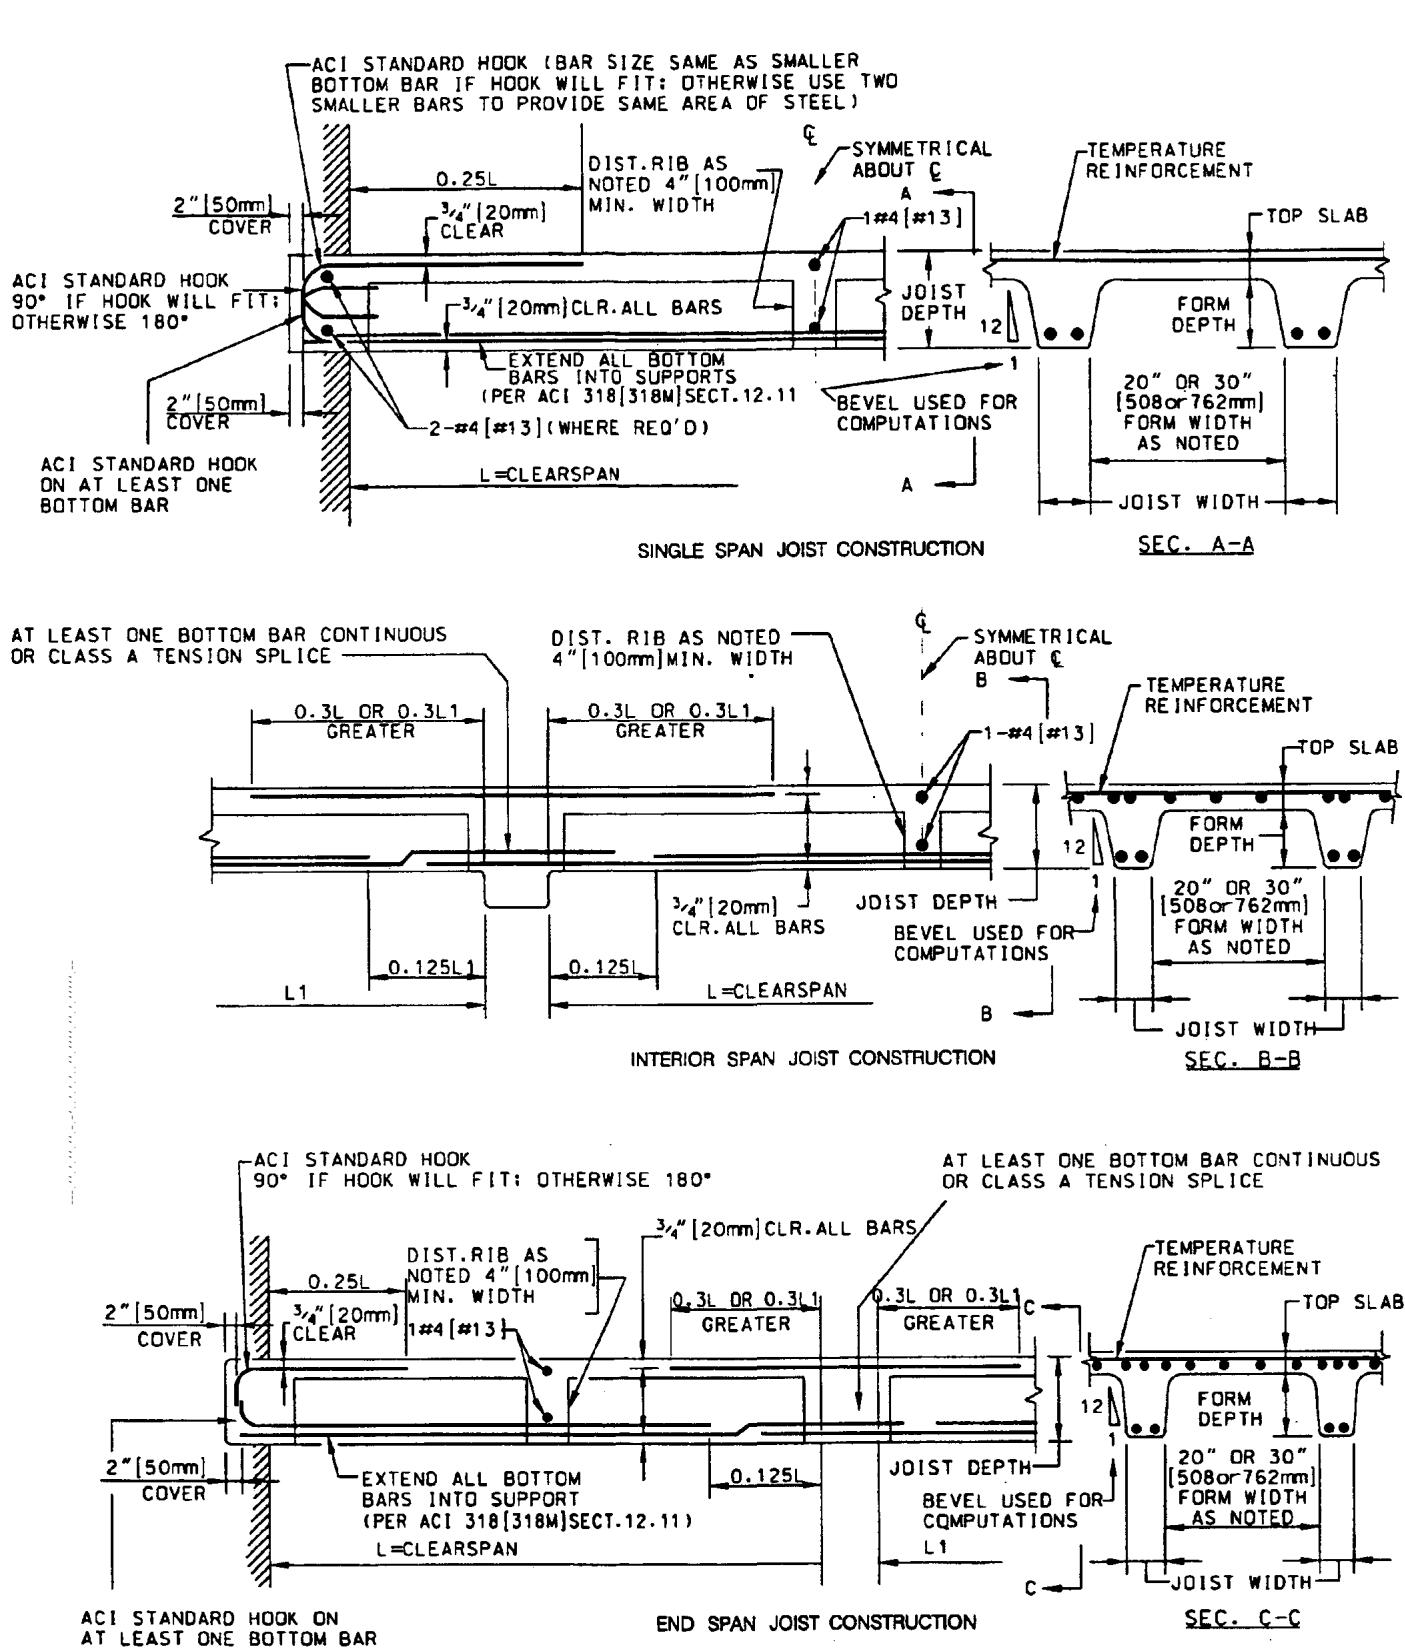 ACI STANDARD HOOK (BAR SIZE SAME AS SMALLER
BOTTOM BAR IF HOOK WILL FIT: OTHERWISE USE TWO
SMALLER BARS TO PROVIDE SAME AREA OF STEEL)
℄
SYMMETRICAL
ABOUT ℄
DIST.RIB AS
NOTED 4"[100mm]
MIN. WIDTH
0.25L
TEMPERATURE
REINFORCEMENT
2"[50mm]
COVER
3/4"[20mm]
CLEAR
A
1#4[#13]
TOP SLAB
ACI STANDARD HOOK
90° IF HOOK WILL FIT:
OTHERWISE 180°
3/4"[20mm]CLR.ALL BARS
JOIST
DEPTH
FORM
DEPTH
12
1
EXTEND ALL BOTTOM
BARS INTO SUPPORTS
(PER ACI 318[318M]SECT.12.11
2"[50mm]
COVER
2-#4[#13](WHERE REQ'D)
BEVEL USED FOR
COMPUTATIONS
20" OR 30"
[508or762mm]
FORM WIDTH
AS NOTED
ACI STANDARD HOOK
ON AT LEAST ONE
BOTTOM BAR
L=CLEARSPAN
A
JOIST WIDTH
SINGLE SPAN JOIST CONSTRUCTION
SEC. A-A
AT LEAST ONE BOTTOM BAR CONTINUOUS
OR CLASS A TENSION SPLICE
DIST. RIB AS NOTED
4"[100mm]MIN. WIDTH
℄
SYMMETRICAL
ABOUT ℄
B
TEMPERATURE
REINFORCEMENT
0.3L OR 0.3L1
GREATER
0.3L OR 0.3L1
GREATER
1-#4[#13]
TOP SLAB
FORM
DEPTH
12
1
3/4"[20mm]
CLR.ALL BARS
JOIST DEPTH
BEVEL USED FOR
COMPUTATIONS
20" OR 30"
[508or762mm]
FORM WIDTH
AS NOTED
0.125L1
0.125L
L1
L=CLEARSPAN
B
JOIST WIDTH
INTERIOR SPAN JOIST CONSTRUCTION
SEC. B-B
ACI STANDARD HOOK
90° IF HOOK WILL FIT: OTHERWISE 180°
AT LEAST ONE BOTTOM BAR CONTINUOUS
OR CLASS A TENSION SPLICE
3/4"[20mm]CLR.ALL BARS
DIST.RIB AS
NOTED 4"[100mm]
MIN. WIDTH
0.25L
TEMPERATURE
REINFORCEMENT
2"[50mm]
COVER
3/4"[20mm]
CLEAR
1#4[#13]
0.3L OR 0.3L1
GREATER
0.3L OR 0.3L1
GREATER
C
TOP SLAB
FORM
DEPTH
12
1
2"[50mm]
COVER
EXTEND ALL BOTTOM
BARS INTO SUPPORT
(PER ACI 318[318M]SECT.12.11)
0.125L
JOIST DEPTH
BEVEL USED FOR
COMPUTATIONS
20" OR 30"
[508or762mm]
FORM WIDTH
AS NOTED
L=CLEARSPAN
L1
C
JOIST WIDTH
ACI STANDARD HOOK ON
AT LEAST ONE BOTTOM BAR
END SPAN JOIST CONSTRUCTION
SEC. C-C